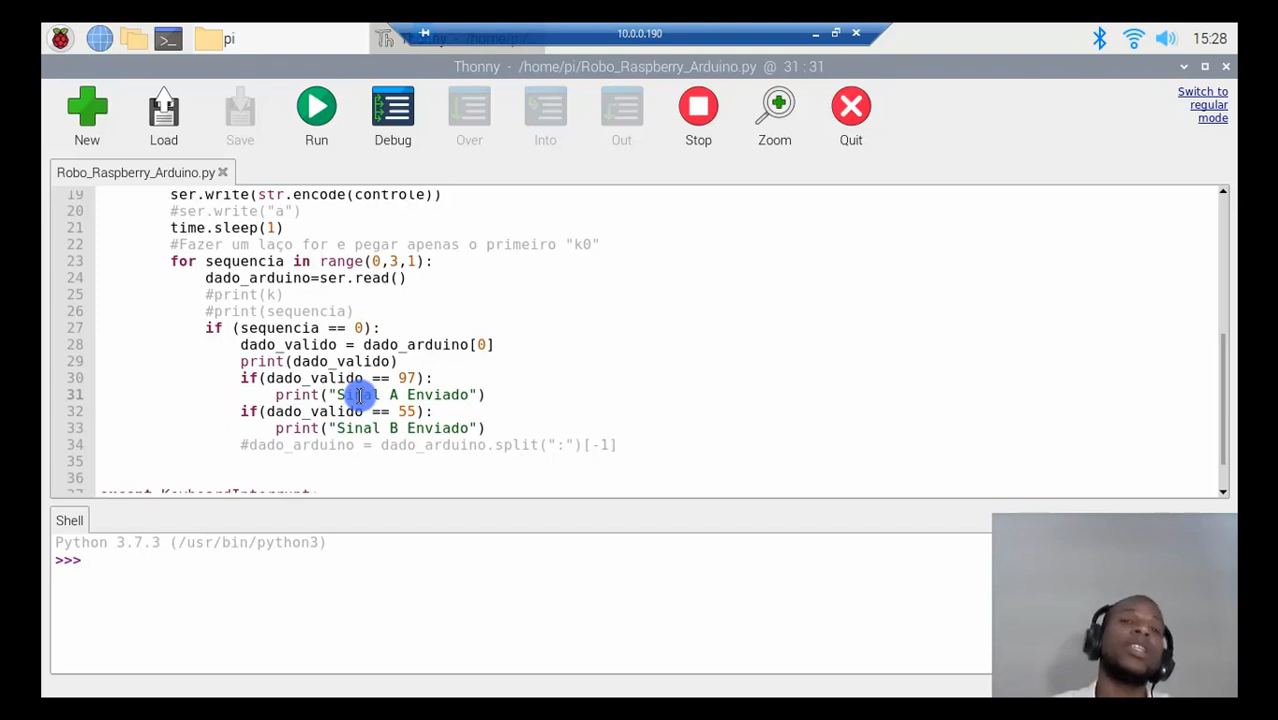 pi
10.0.0.190
15:28
Thonny - /home/pi/Robo_Raspberry_Arduino.py @ 31 : 31
Switch to
regular
mode
New
Load
Save
Run
Debug
Over
Into
Out
Stop
Zoom
Quit
Robo_Raspberry_Arduino.py
19 ser.write(str.encode(controle))
20 #ser.write("a")
21 time.sleep(1)
22 #Fazer um laço for e pegar apenas o primeiro "k0"
23 for sequencia in range(0,3,1):
24 dado_arduino=ser.read()
25 #print(k)
26 #print(sequencia)
27 if (sequencia == 0):
28 dado_valido = dado_arduino[0]
29 print(dado_valido)
30 if(dado_valido == 97):
31 print("Sinal A Enviado")
32 if(dado_valido == 55):
33 print("Sinal B Enviado")
34 #dado_arduino = dado_arduino.split(":")[-1]
35
36
37 except KeyboardInterrupt:
Shell
Python 3.7.3 (/usr/bin/python3)
>>>